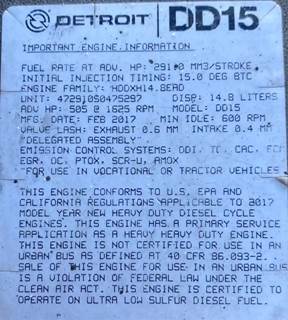 DETROIT DD15
IMPORTANT ENGINE INFORMATION
FUEL RATE AT ADV. HP: 291.0 MM3/STROKE
INITIAL INJECTION TIMING: 15.0 DEG BTC
ENGINE FAMILY: HDDXH14.8EAD
UNIT: 472910S0475297 DISP: 14.8 LITERS
ADV HP: 505 @ 1625 RPM MODEL: DD15
MFG. DATE: FEB 2017 MIN IDLE: 600 RPM
VALVE LASH: EXHAUST 0.6 MM INTAKE 0.4 MM
"DELEGATED ASSEMBLY"
EMISSION CONTROL SYSTEMS: DDI, TC, CAC, ECM
EGR, OC, PTOX, SCR-U, AMOX
"FOR USE IN VOCATIONAL OR TRACTOR VEHICLES
THIS ENGINE CONFORMS TO U.S. EPA AND
CALIFORNIA REGULATIONS APPLICABLE TO 2017
MODEL YEAR NEW HEAVY DUTY DIESEL CYCLE
ENGINES. THIS ENGINE HAS A PRIMARY SERVICE
APPLICATION AS A HEAVY HEAVY DUTY ENGINE.
THIS ENGINE IS NOT CERTIFIED FOR USE IN AN
URBAN BUS AS DEFINED AT 40 CFR 86.093-2.
SALE OF THIS ENGINE FOR USE IN AN URBAN BUS
IS A VIOLATION OF FEDERAL LAW UNDER THE
CLEAN AIR ACT. THIS ENGINE IS CERTIFIED TO
OPERATE ON ULTRA LOW SULFUR DIESEL FUEL.